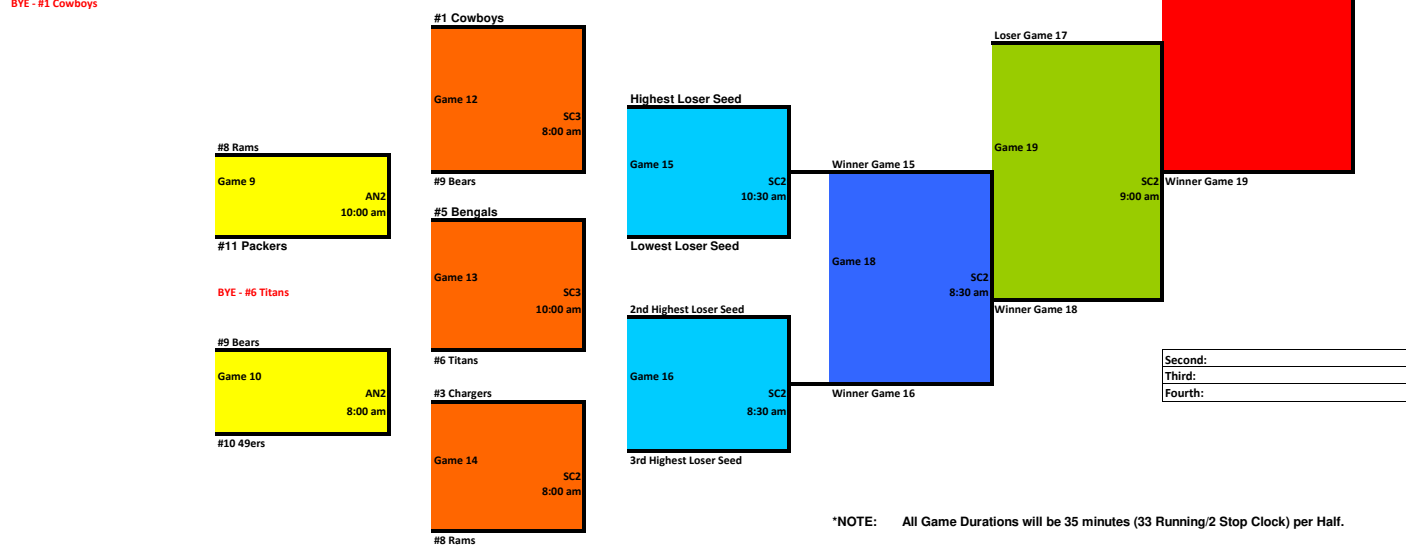 BYE - #1 Cowboys
#8 Rams
Game 9
AN2
10:00 am
#11 Packers
BYE - #6 Titans
#9 Bears
Game 10
AN2
8:00 am
#10 49ers
#1 Cowboys
Game 12
SC3
8:00 am
#9 Bears
#5 Bengals
Game 13
SC3
10:00 am
#6 Titans
#3 Chargers
Game 14
SC2
8:00 am
#8 Rams
Highest Loser Seed
Game 15
SC2
10:30 am
Lowest Loser Seed
2nd Highest Loser Seed
Game 16
SC2
8:30 am
3rd Highest Loser Seed
Winner Game 15
Game 18
SC2
8:30 am
Winner Game 16
Loser Game 17
Game 19
SC2
9:00 am
Winner Game 18
Winner Game 19
Second:
Third:
Fourth:
*NOTE: All Game Durations will be 35 minutes (33 Running/2 Stop Clock) per Half.